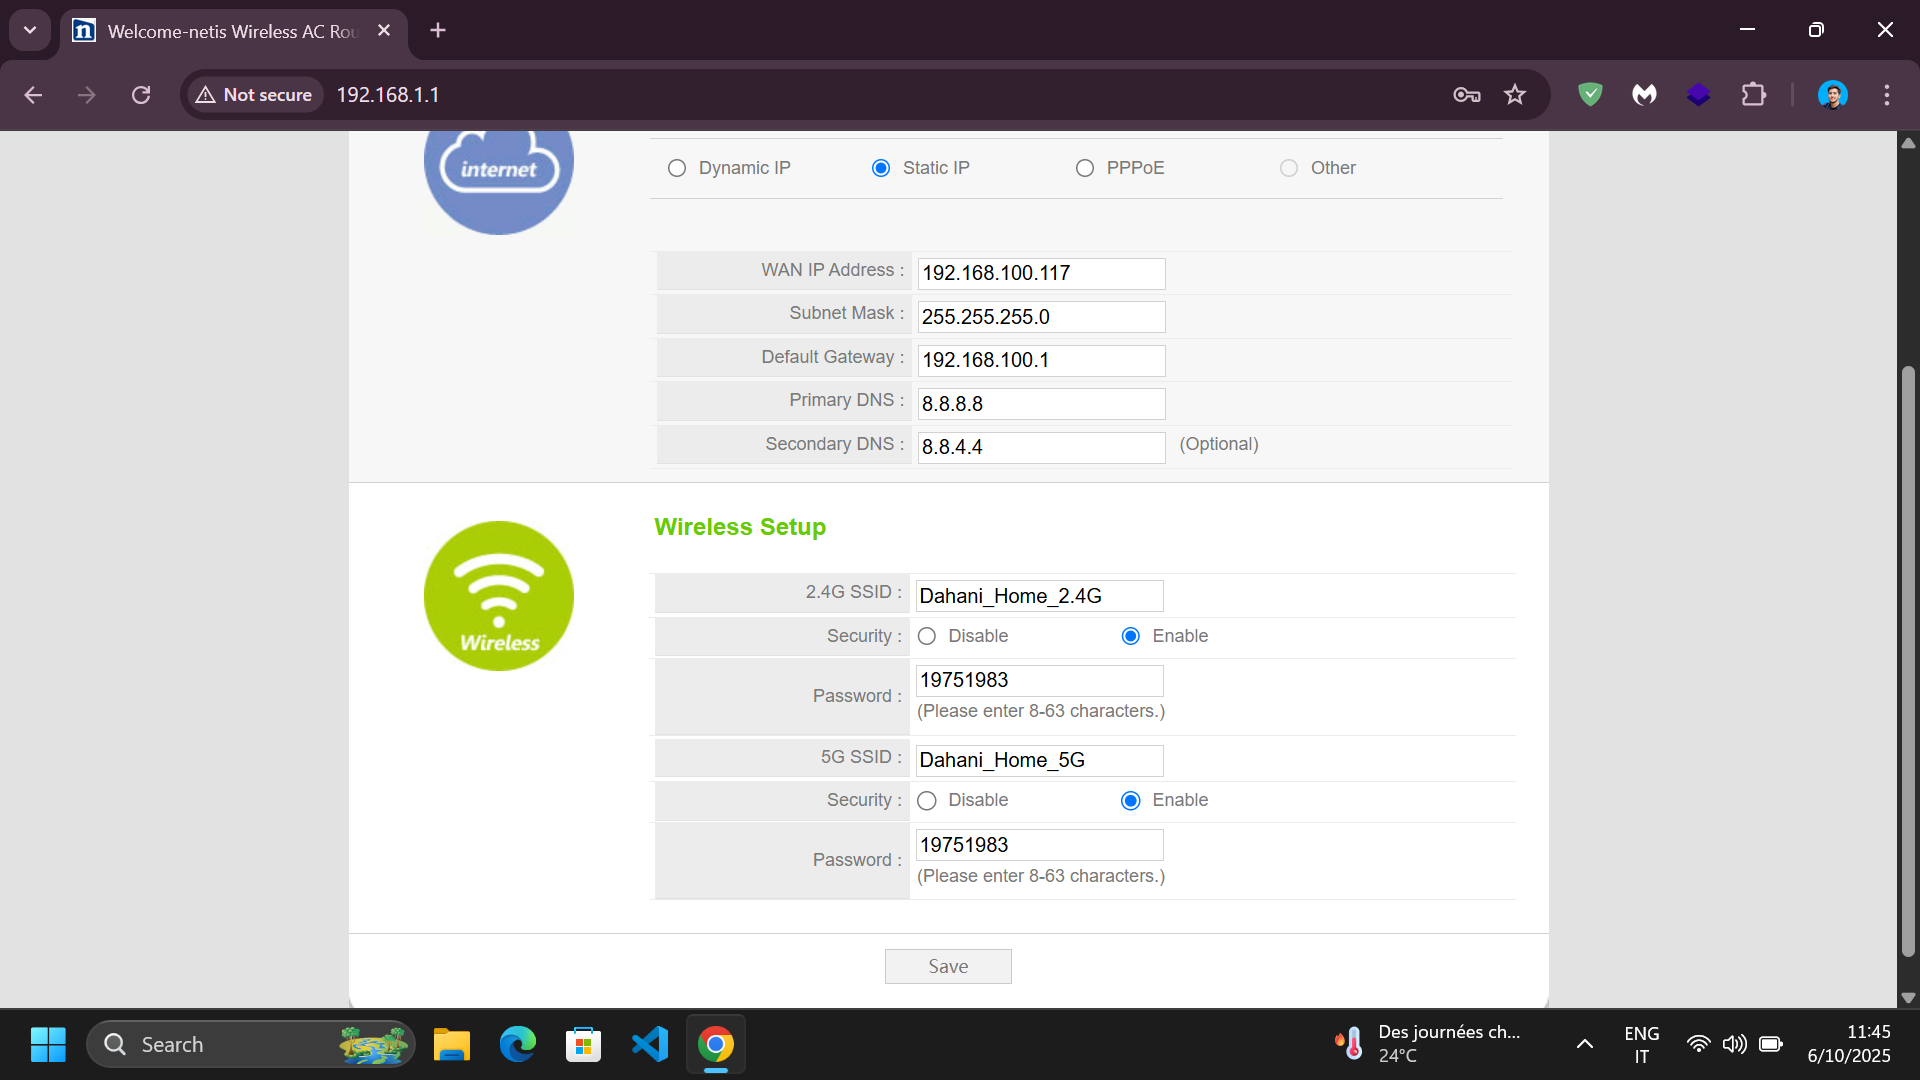 Welcome-netis Wireless AC Rou
Not secure
192.168.1.1
internet
Dynamic IP
Static IP
PPPoE
Other
WAN IP Address :
192.168.100.117
Subnet Mask :
255.255.255.0
Default Gateway :
192.168.100.1
Primary DNS :
8.8.8.8
Secondary DNS :
8.8.4.4
(Optional)
Wireless Setup
Wireless
2.4G SSID :
Dahani_Home_2.4G
Security :
Disable
Enable
Password :
19751983
(Please enter 8-63 characters.)
5G SSID :
Dahani_Home_5G
Security :
Disable
Enable
Password :
19751983
(Please enter 8-63 characters.)
Save
Search
Des journées ch...
24°C
ENG
IT
11:45
6/10/2025